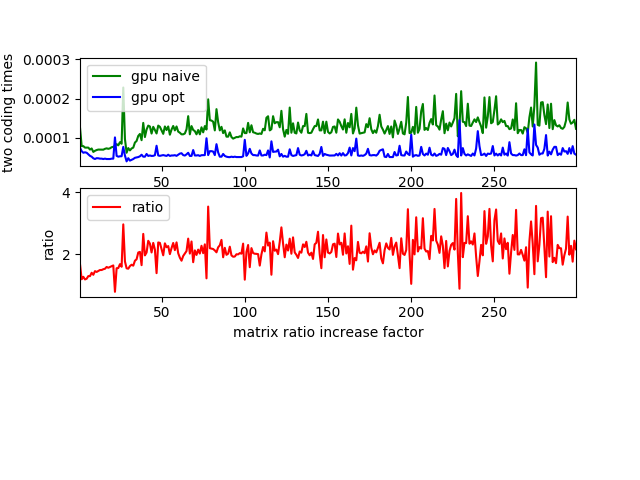 two coding times
0.0003
0.0002
0.0001
gpu naive
gpu opt
50
100
150
200
250
ratio
4
2
ratio
50
100
150
200
250
matrix ratio increase factor